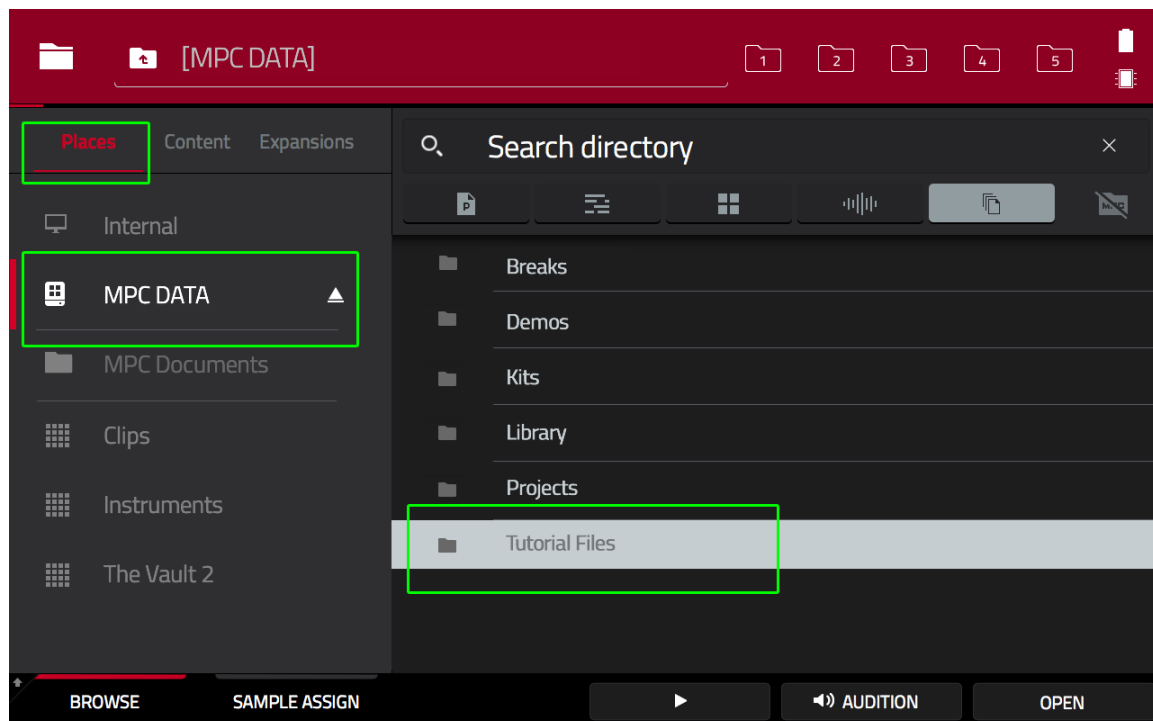 [MPC DATA]
1 2 3 4 5
Places Content Expansions
Search directory
P
Internal
MPC DATA
MPC Documents
Clips
Instruments
The Vault 2
Breaks
Demos
Kits
Library
Projects
Tutorial Files
BROWSE SAMPLE ASSIGN AUDITION OPEN